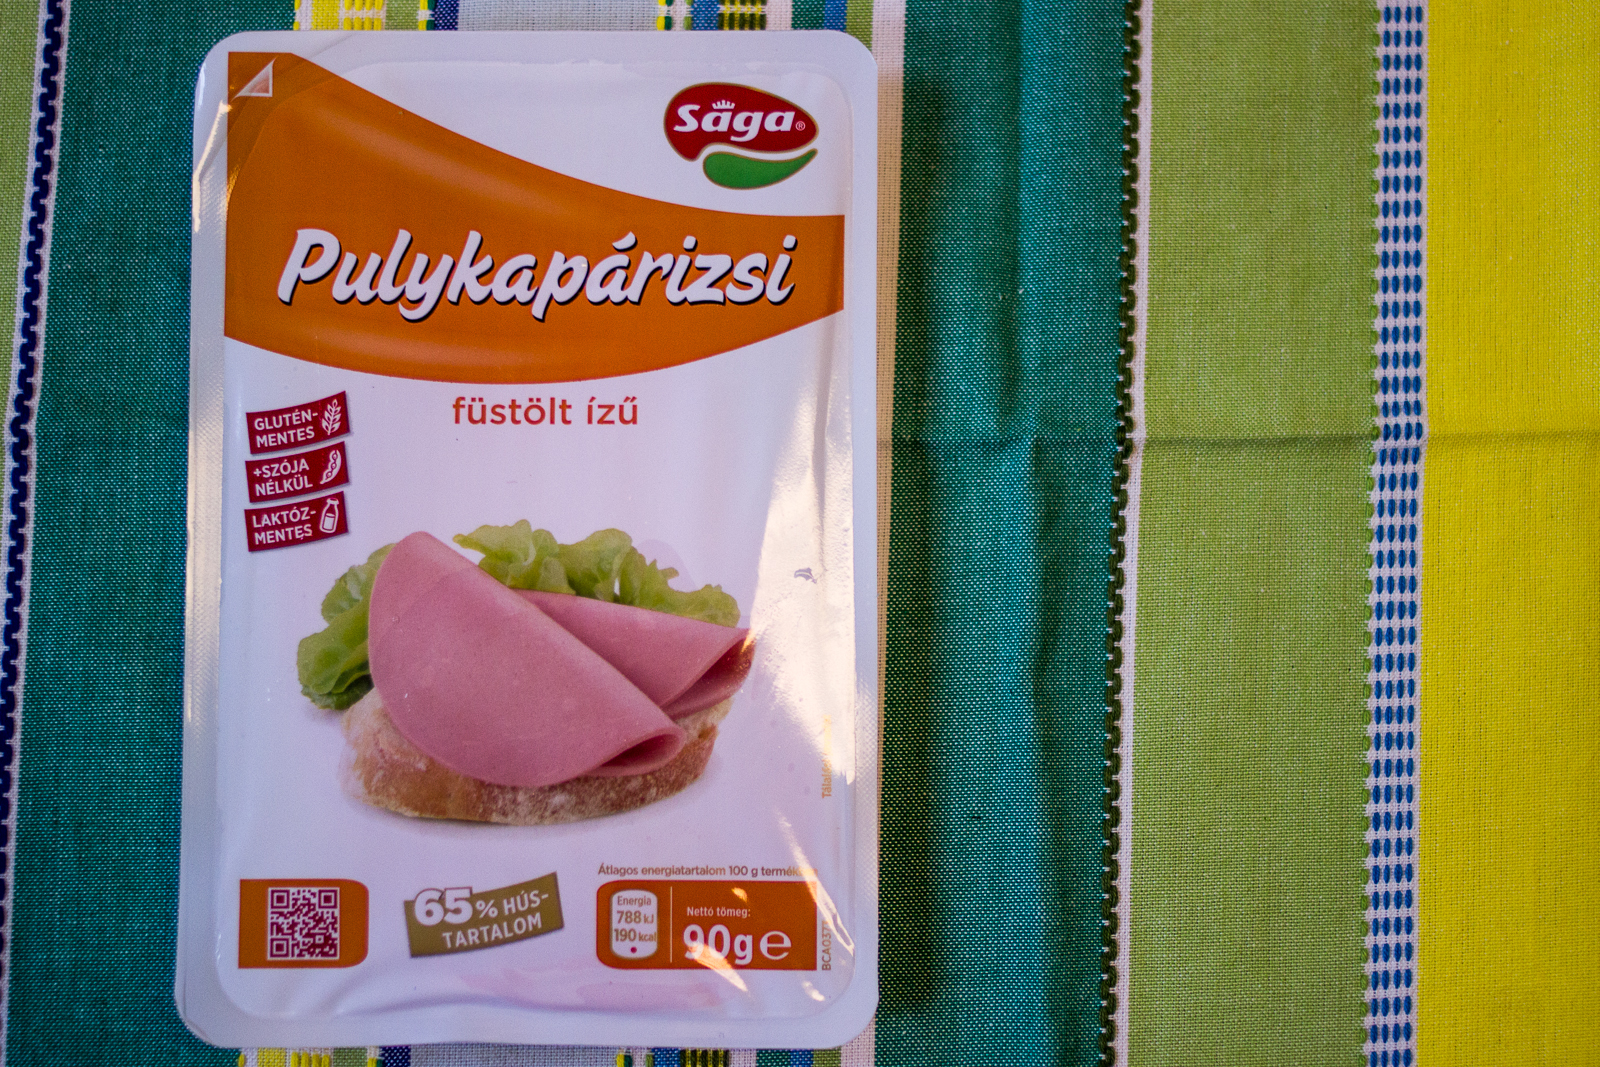 Sága®
Pulykapárizsi
füstölt ízű
GLUTÉN-
MENTES
+SZÓJA
NÉLKÜL
LAKTÓZ-
MENTES
Átlagos energiatartalom 100 g
65% HÚS-
TARTALOM
Energia
788 kJ
190 kcal
Nettó tömeg:
90g e